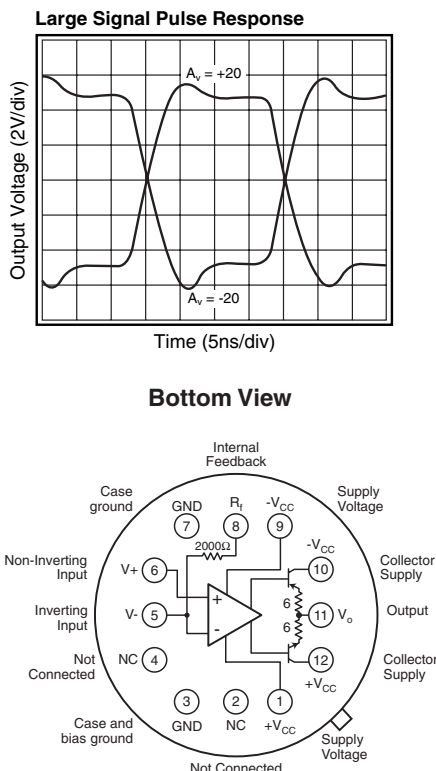 Large Signal Pulse Response
Output Voltage (2V/div)
Av = +20
Av = -20
Time (5ns/div)
Bottom View
Internal
Feedback
Case
ground
GND
Rf
-VCC
Supply
Voltage
7
8
9
2000Ω
-VCC
Non-Inverting
Input
V+
6
+
10
Collector
Supply
6
Inverting
Input
V-
5
-
11
Vo
Output
6
Not
Connected
NC
4
12
Collector
Supply
+VCC
3
2
1
Case and
bias ground
GND
NC
+VCC
Supply
Voltage
Not Connected